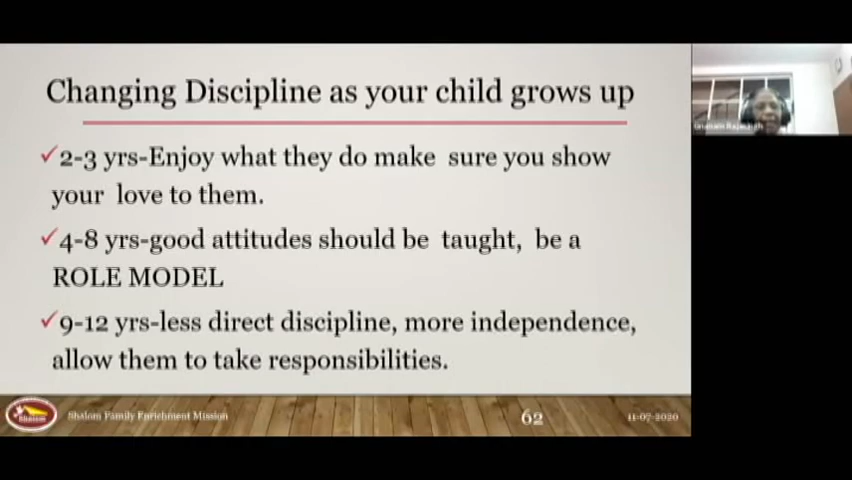 Changing Discipline as your child grows up
✓2-3 yrs-Enjoy what they do make sure you show
your love to them.
✓4-8 yrs-good attitudes should be taught, be a
ROLE MODEL
✓9-12 yrs-less direct discipline, more independence,
allow them to take responsibilities.
Shalom Family Enrichment Mission
62
11-07-2020